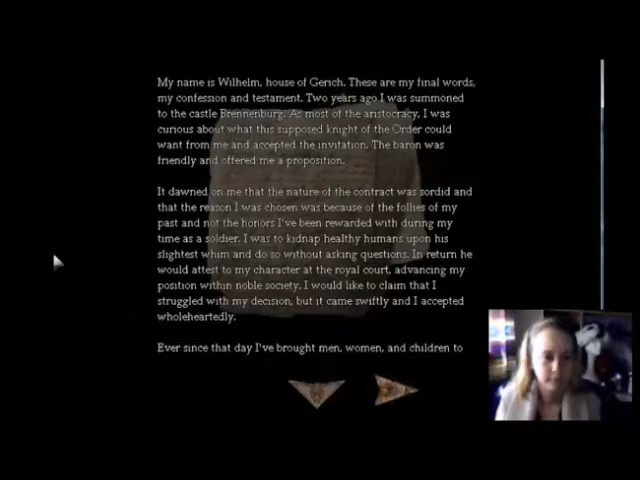 My name is Wilhelm, house of Gerich. These are my final words,
my confession and testament. Two years ago I was summoned
to the castle Brennenburg. As most of the aristocracy, I was
curious about what this supposed knight of the Order could
want from me and accepted the invitation. The baron was
friendly and offered me a proposition.
It dawned on me that the nature of the contract was sordid and
that the reason I was chosen was because of the follies of my
past and not the honors I've been rewarded with during my
time as a soldier. I was to kidnap healthy humans upon his
slightest whim and do so without asking questions. In return he
would attest to my character at the royal court, advancing my
position within noble society. I would like to claim that I
struggled with my decision, but it came swiftly and I accepted
wholeheartedly.
Ever since that day I've brought men, women, and children to